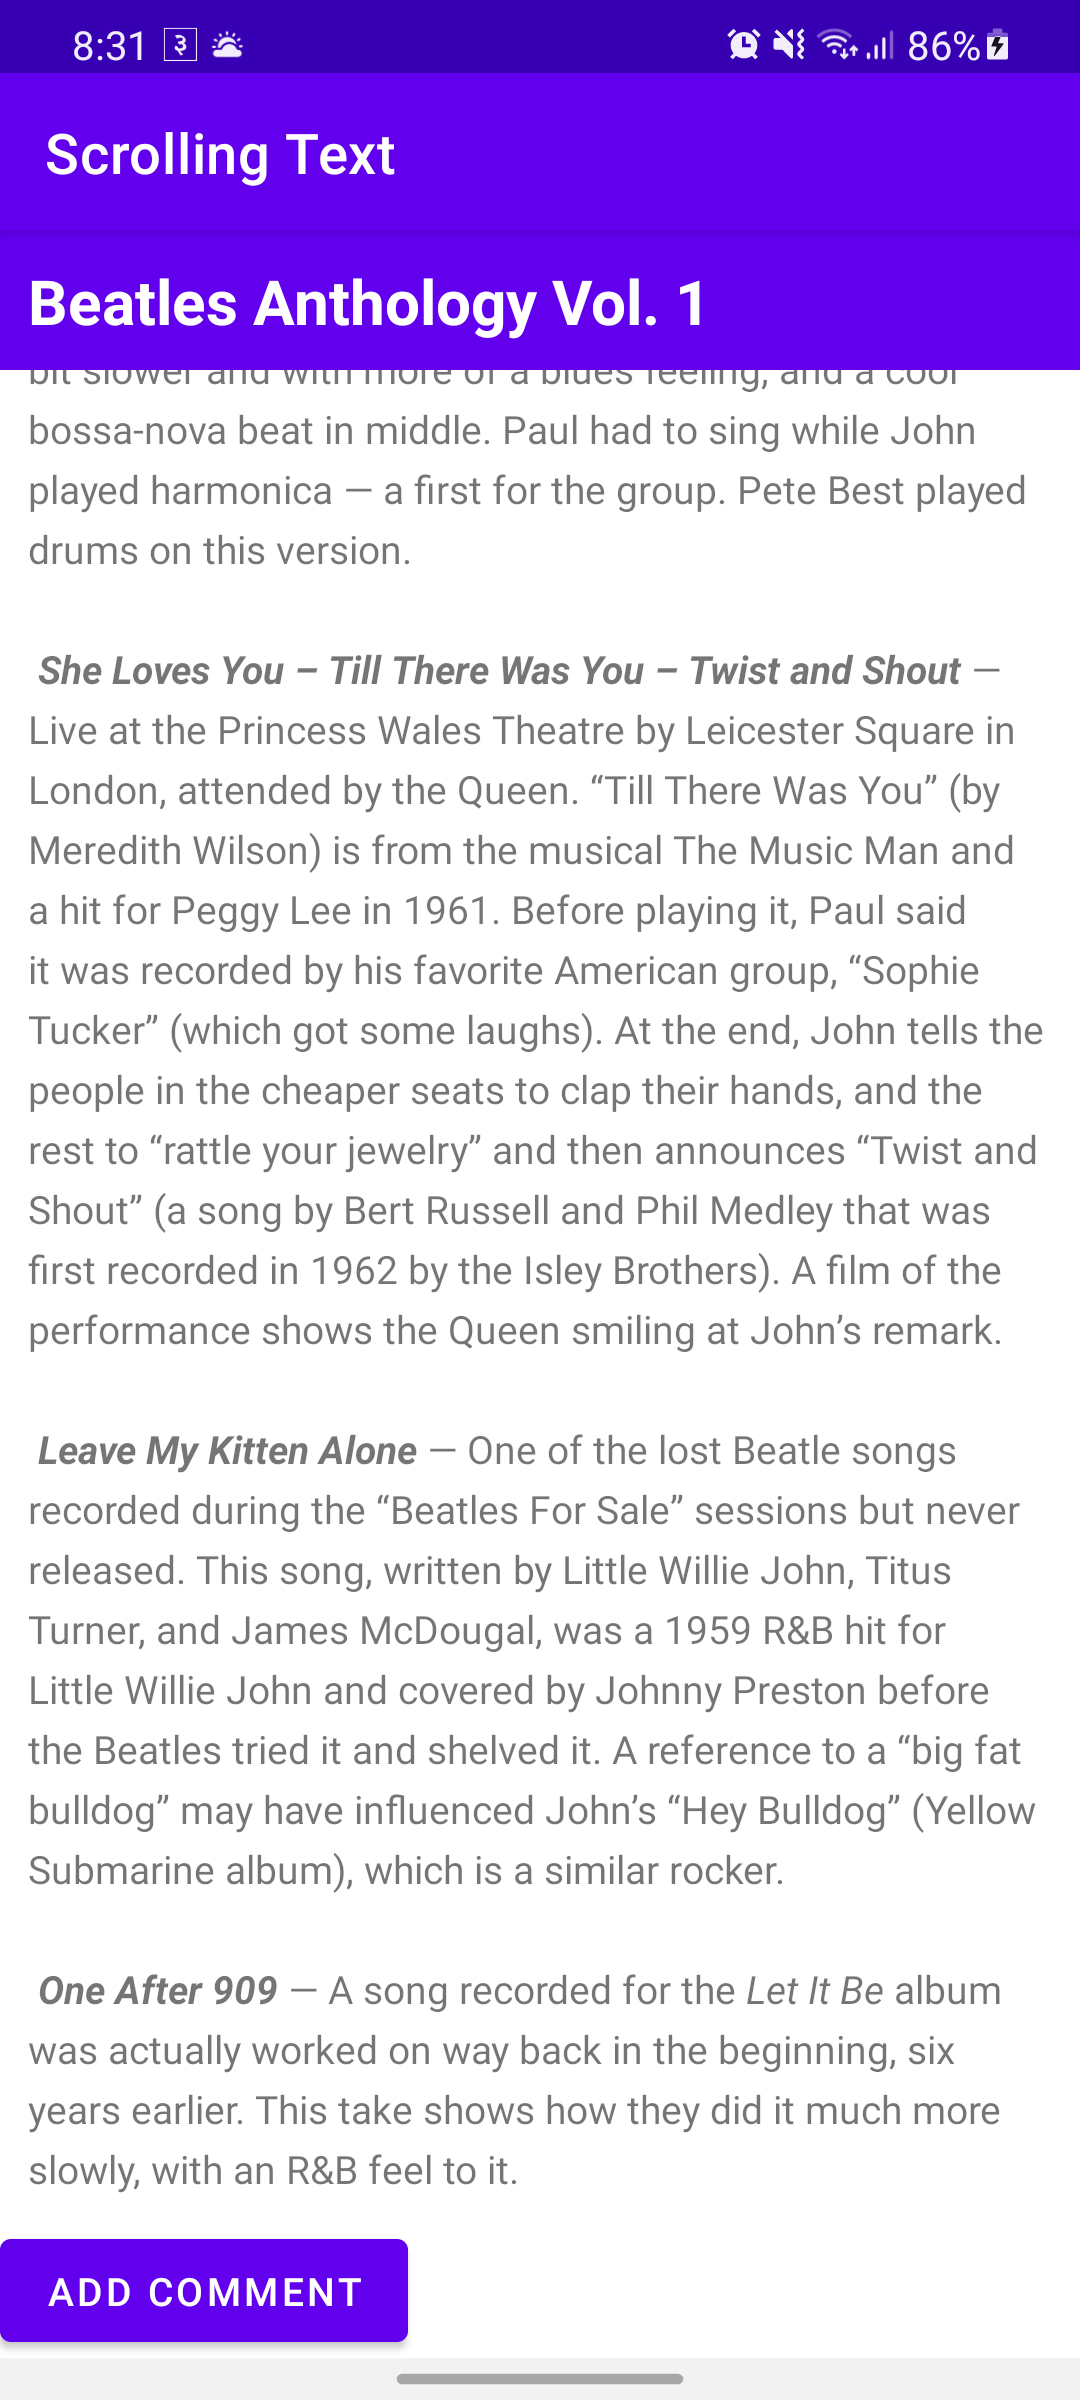 8:31 ३ 86%
Scrolling Text
Beatles Anthology Vol. 1
bit slower and with more of a blues feeling, and a cool
bossa-nova beat in middle. Paul had to sing while John
played harmonica — a first for the group. Pete Best played
drums on this version.
She Loves You – Till There Was You – Twist and Shout —
Live at the Princess Wales Theatre by Leicester Square in
London, attended by the Queen. “Till There Was You” (by
Meredith Wilson) is from the musical The Music Man and
a hit for Peggy Lee in 1961. Before playing it, Paul said
it was recorded by his favorite American group, “Sophie
Tucker” (which got some laughs). At the end, John tells the
people in the cheaper seats to clap their hands, and the
rest to “rattle your jewelry” and then announces “Twist and
Shout” (a song by Bert Russell and Phil Medley that was
first recorded in 1962 by the Isley Brothers). A film of the
performance shows the Queen smiling at John’s remark.
Leave My Kitten Alone — One of the lost Beatle songs
recorded during the “Beatles For Sale” sessions but never
released. This song, written by Little Willie John, Titus
Turner, and James McDougal, was a 1959 R&B hit for
Little Willie John and covered by Johnny Preston before
the Beatles tried it and shelved it. A reference to a “big fat
bulldog” may have influenced John’s “Hey Bulldog” (Yellow
Submarine album), which is a similar rocker.
One After 909 — A song recorded for the Let It Be album
was actually worked on way back in the beginning, six
years earlier. This take shows how they did it much more
slowly, with an R&B feel to it.
ADD COMMENT